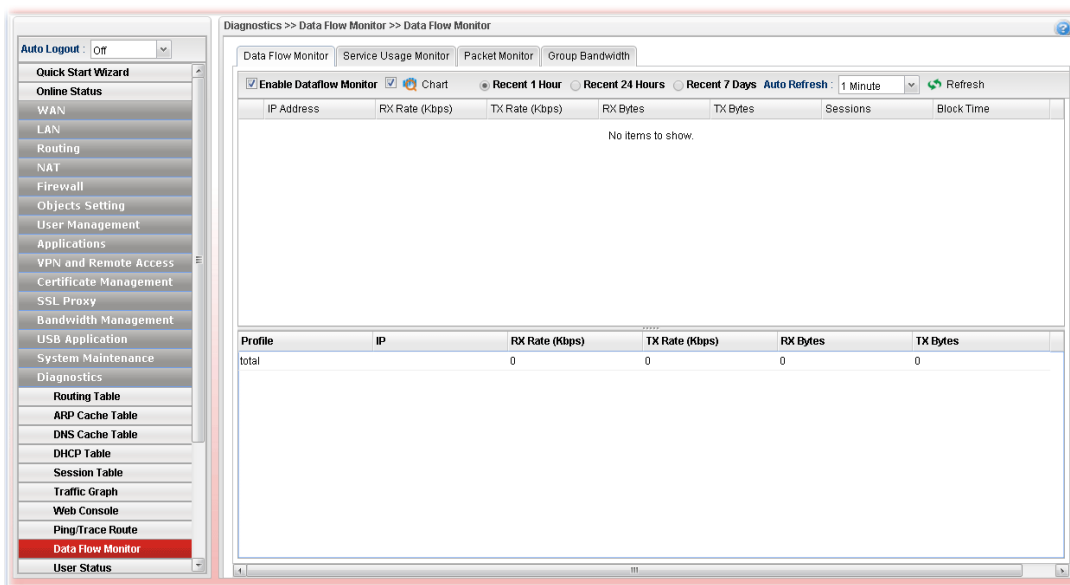 Diagnostics >> Data Flow Monitor >> Data Flow Monitor
Auto Logout : Off
Quick Start Wizard
Online Status
WAN
LAN
Routing
NAT
Firewall
Objects Setting
User Management
Applications
VPN and Remote Access
Certificate Management
SSL Proxy
Bandwidth Management
USB Application
System Maintenance
Diagnostics
Routing Table
ARP Cache Table
DNS Cache Table
DHCP Table
Session Table
Traffic Graph
Web Console
Ping/Trace Route
Data Flow Monitor
User Status
Data Flow Monitor Service Usage Monitor Packet Monitor Group Bandwidth
Enable Dataflow Monitor Chart Recent 1 Hour Recent 24 Hours Recent 7 Days Auto Refresh : 1 Minute Refresh
IP Address RX Rate (Kbps) TX Rate (Kbps) RX Bytes TX Bytes Sessions Block Time
No items to show.
Profile IP RX Rate (Kbps) TX Rate (Kbps) RX Bytes TX Bytes
total 0 0 0 0